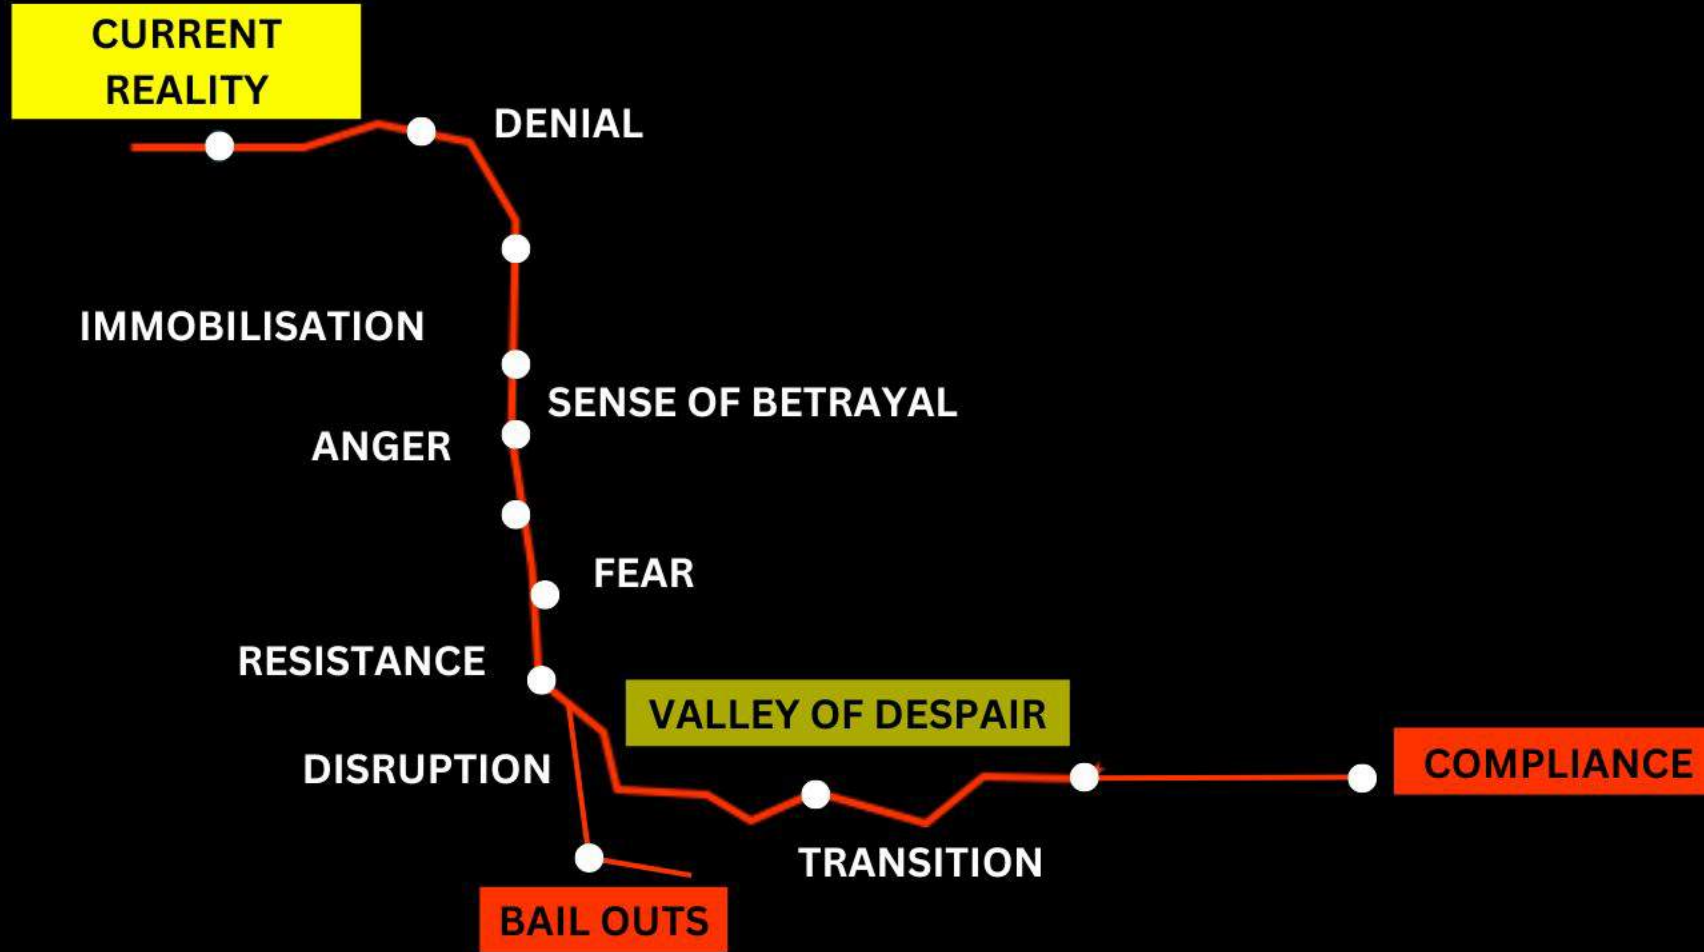 CURRENT
REALITY
DENIAL
IMMOBILISATION
SENSE OF BETRAYAL
ANGER
FEAR
RESISTANCE
VALLEY OF DESPAIR
DISRUPTION
COMPLIANCE
TRANSITION
BAIL OUTS